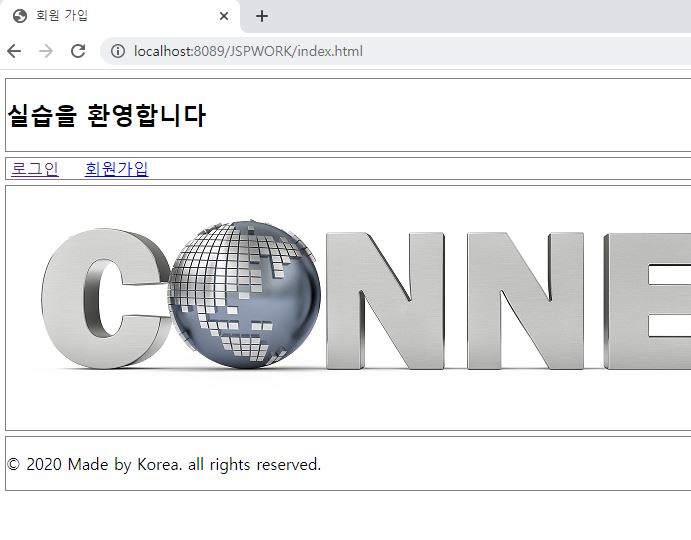 회원 가입
localhost:8089/JSPWORK/index.html
실습을 환영합니다
로그인 회원가입
CONNE
© 2020 Made by Korea. all rights reserved.